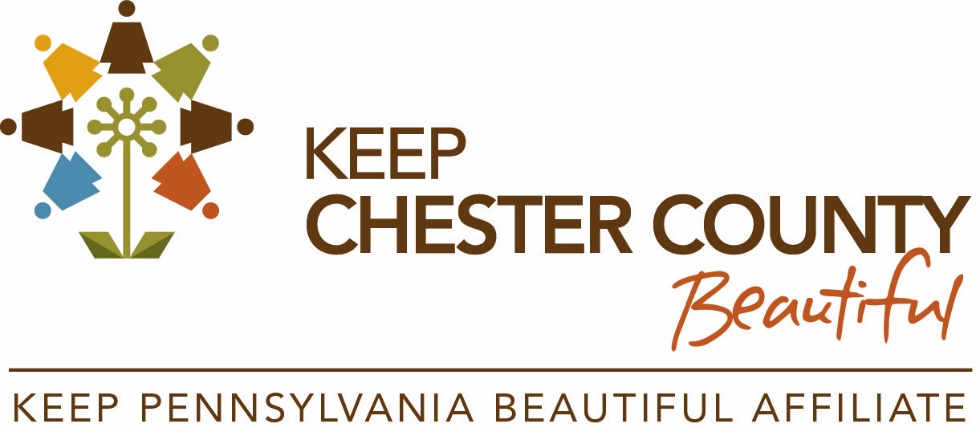 KEEP
CHESTER COUNTY
Beautiful
KEEP PENNSYLVANIA BEAUTIFUL AFFILIATE